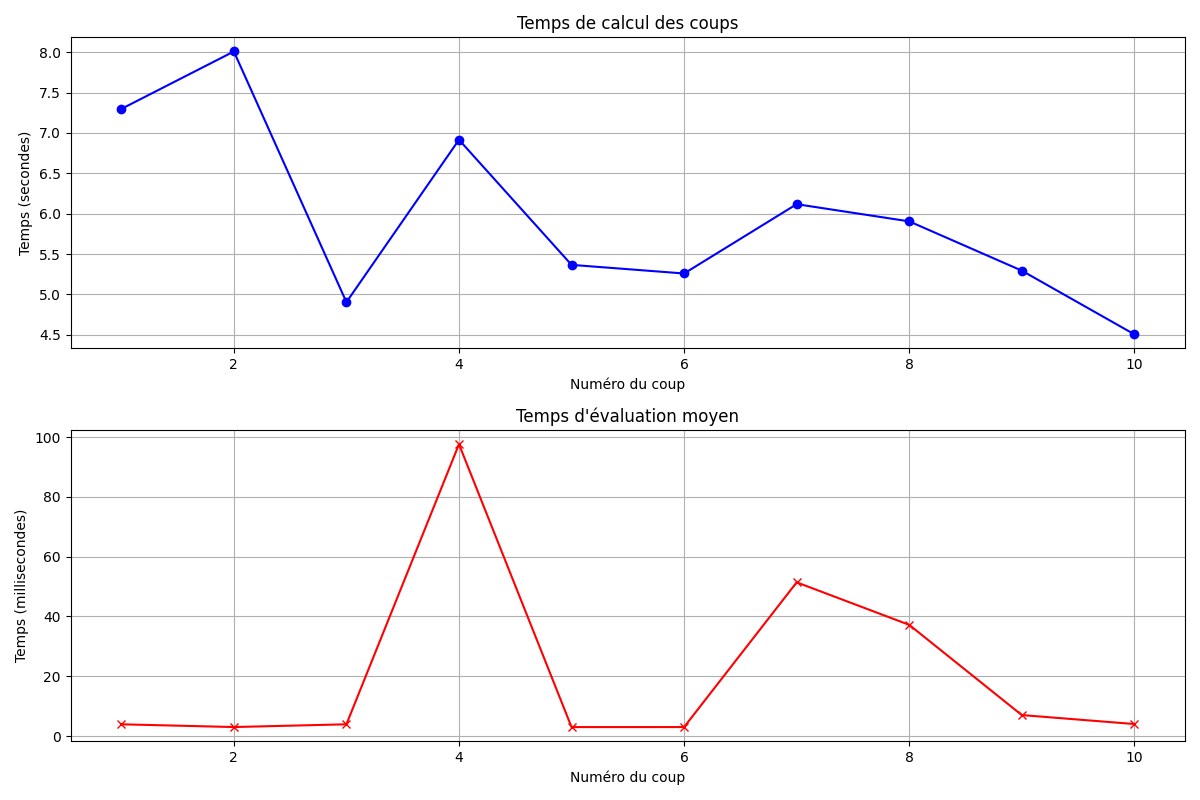 Temps de calcul des coups
8.0
7.5
7.0
6.5
6.0
5.5
5.0
4.5
Temps (secondes)
2 4 6 8 10
Numéro du coup
Temps d'évaluation moyen
100
80
60
40
20
0
Temps (millisecondes)
2 4 6 8 10
Numéro du coup